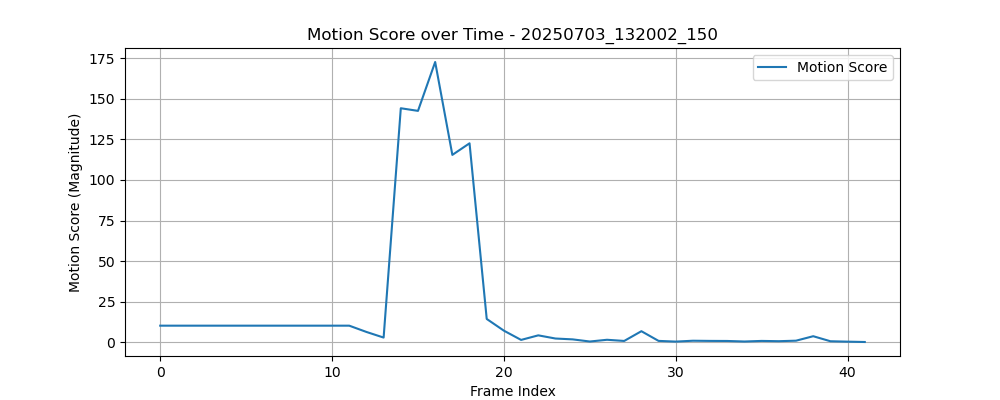 Motion Score over Time - 20250703_132002_150
Motion Score
Motion Score (Magnitude)
175
150
125
100
75
50
25
0
0 10 20 30 40
Frame Index